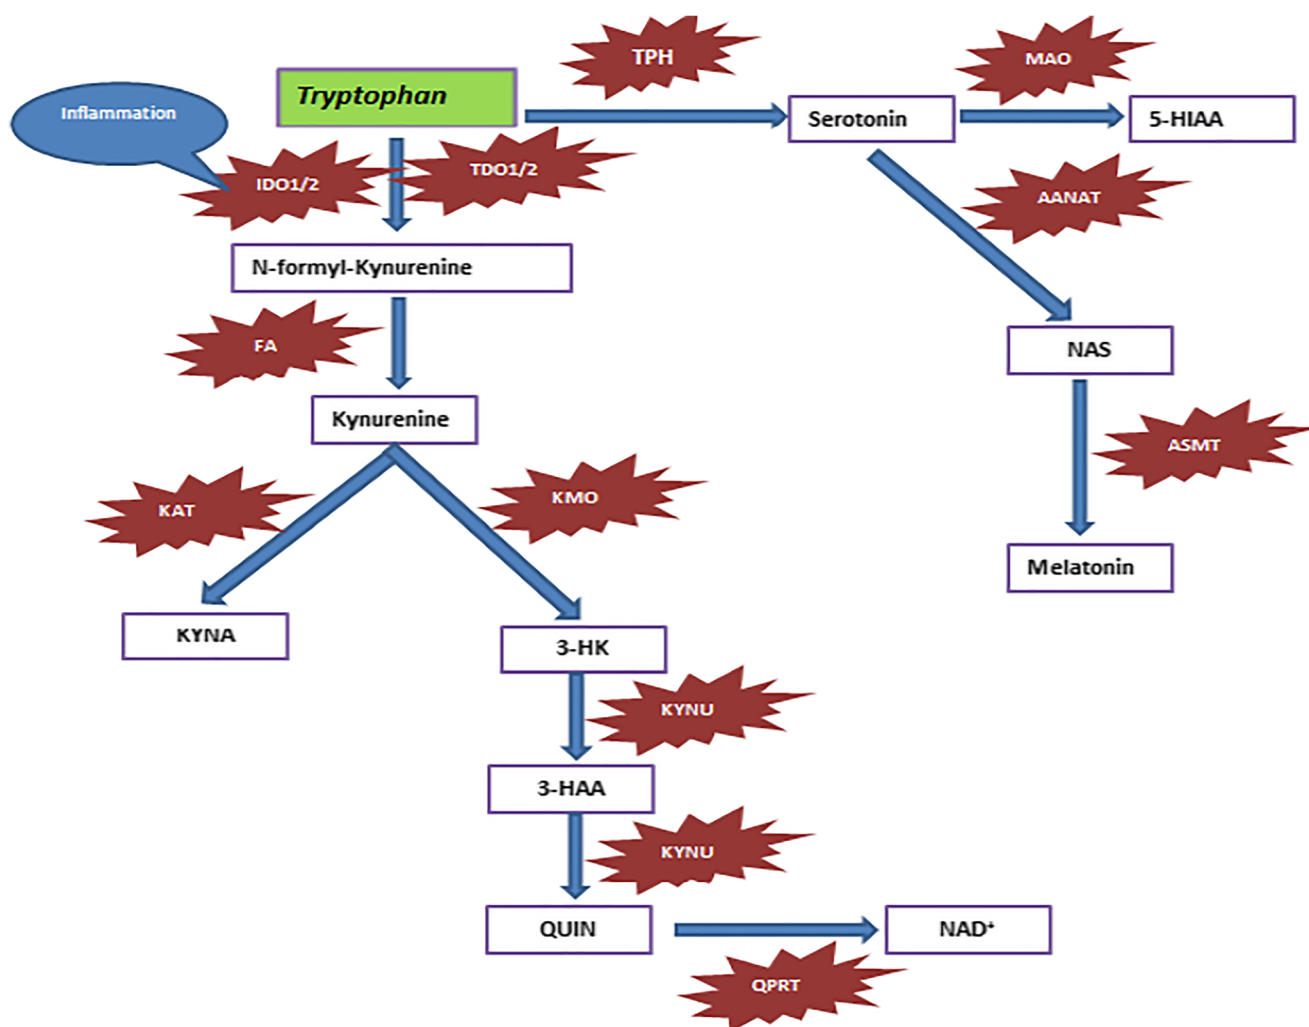 TPH
MAO
Tryptophan
Inflammation
Serotonin
5-HIAA
IDO1/2
TDO1/2
AANAT
N-formyl-Kynurenine
FA
NAS
Kynurenine
ASMT
KAT
KMO
Melatonin
KYNA
3-HK
KYNU
3-HAA
KYNU
QUIN
NAD⁺
QPRT